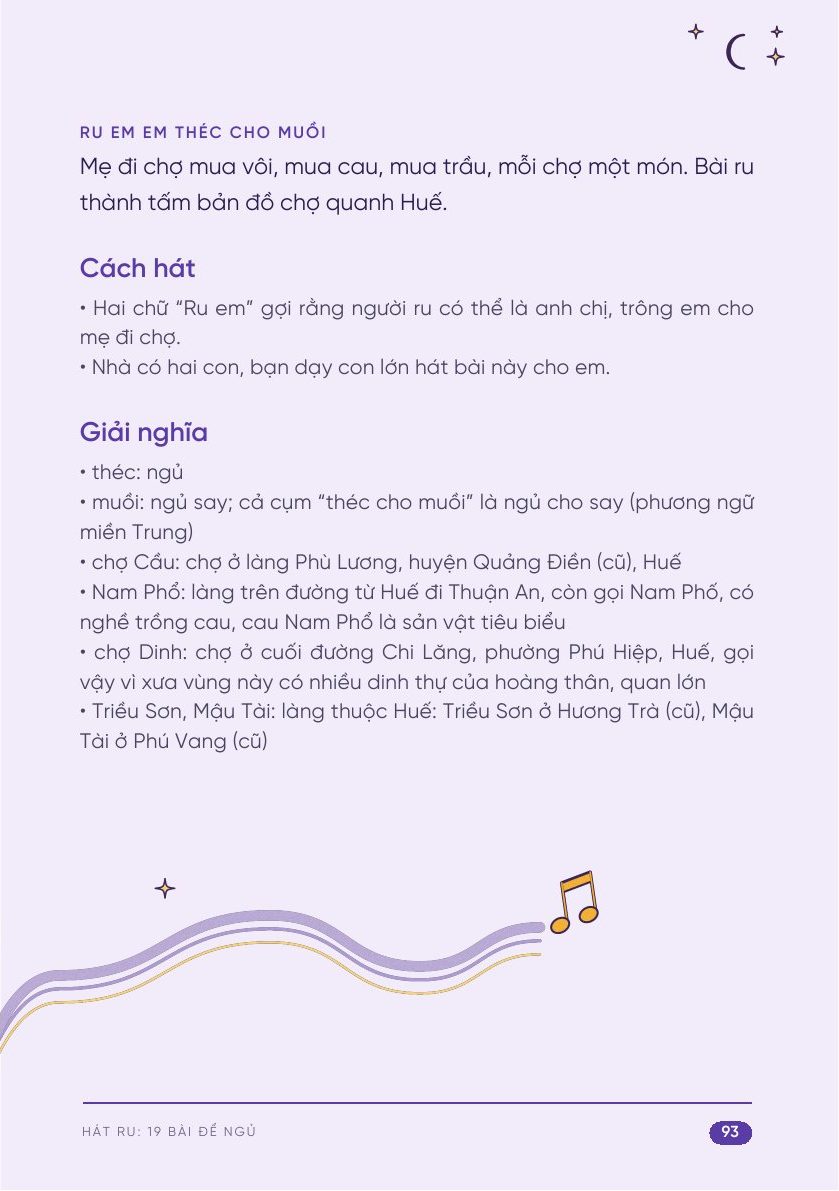 RU EM EM THÉC CHO MUỒI
Mẹ đi chợ mua vôi, mua cau, mua trầu, mỗi chợ một món. Bài ru
thành tấm bản đồ chợ quanh Huế.
Cách hát
• Hai chữ “Ru em” gợi rằng người ru có thể là anh chị, trông em cho
mẹ đi chợ.
• Nhà có hai con, bạn dạy con lớn hát bài này cho em.
Giải nghĩa
• théc: ngủ
• muồi: ngủ say; cả cụm “théc cho muồi” là ngủ cho say (phương ngữ
miền Trung)
• chợ Cầu: chợ ở làng Phù Lương, huyện Quảng Điền (cũ), Huế
• Nam Phổ: làng trên đường từ Huế đi Thuận An, còn gọi Nam Phố, có
nghề trồng cau, cau Nam Phổ là sản vật tiêu biểu
• chợ Dinh: chợ ở cuối đường Chi Lăng, phường Phú Hiệp, Huế, gọi
vậy vì xưa vùng này có nhiều dinh thự của hoàng thân, quan lớn
• Triều Sơn, Mậu Tài: làng thuộc Huế: Triều Sơn ở Hương Trà (cũ), Mậu
Tài ở Phú Vang (cũ)
HÁT RU: 19 BÀI ĐỂ NGỦ
93